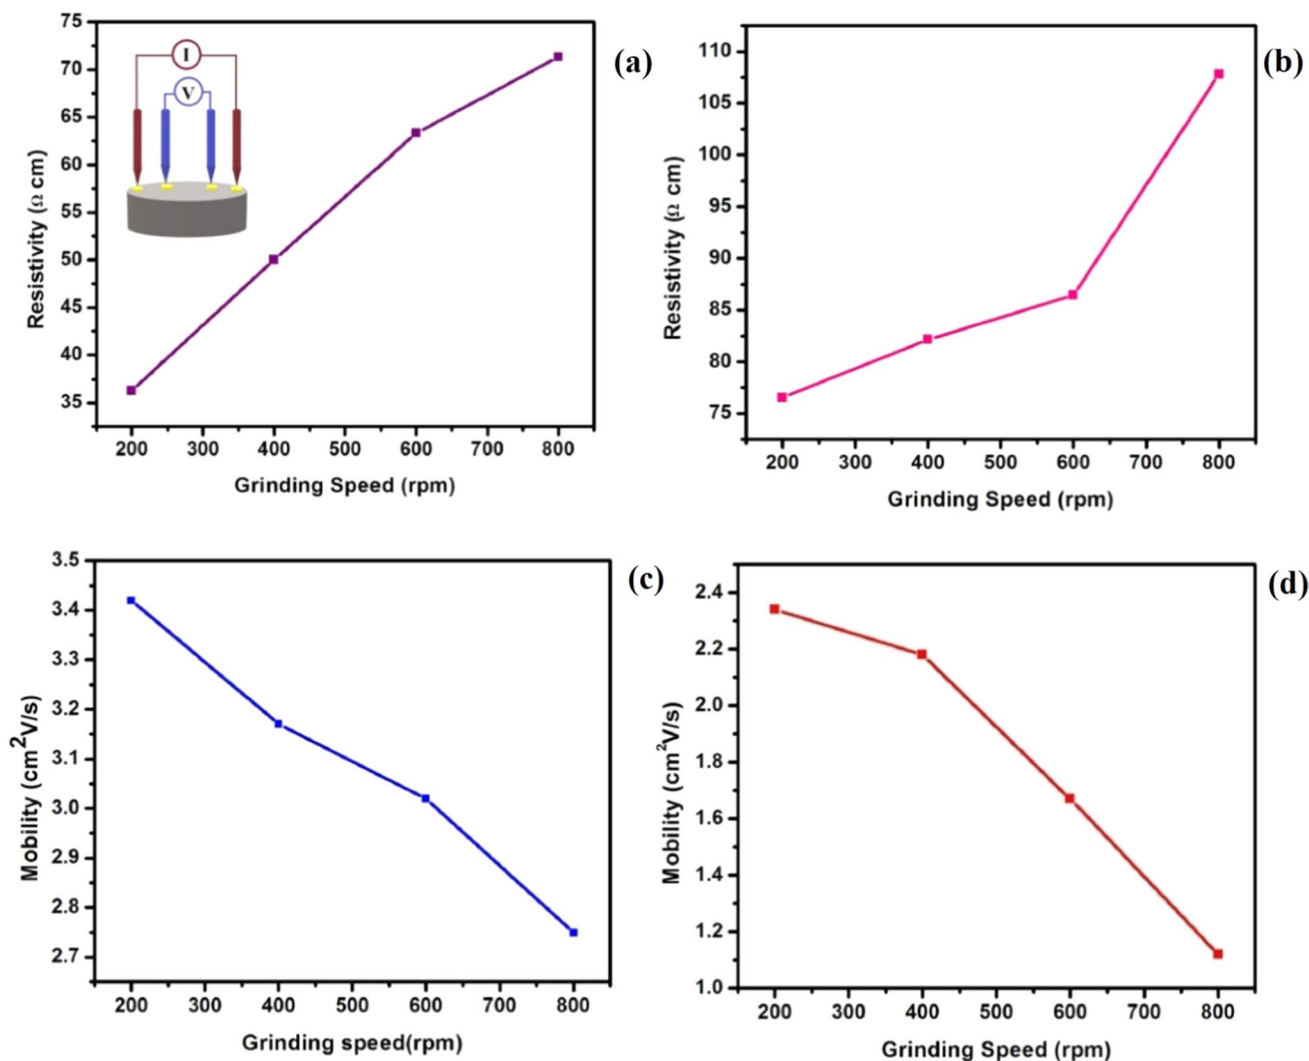 (a)
75
70
65
60
55
50
45
40
35
Resistivity (Ω cm)
I
V
200 300 400 500 600 700 800
Grinding Speed (rpm)
(b)
110
105
100
95
90
85
80
75
Resistivity (Ω cm)
200 300 400 500 600 700 800
Grinding Speed (rpm)
(c)
3.5
3.4
3.3
3.2
3.1
3.0
2.9
2.8
2.7
Mobility (cm²V/s)
200 300 400 500 600 700 800
Grinding speed(rpm)
(d)
2.4
2.2
2.0
1.8
1.6
1.4
1.2
1.0
Mobility (cm²V/s)
200 300 400 500 600 700 800
Grinding Speed (rpm)